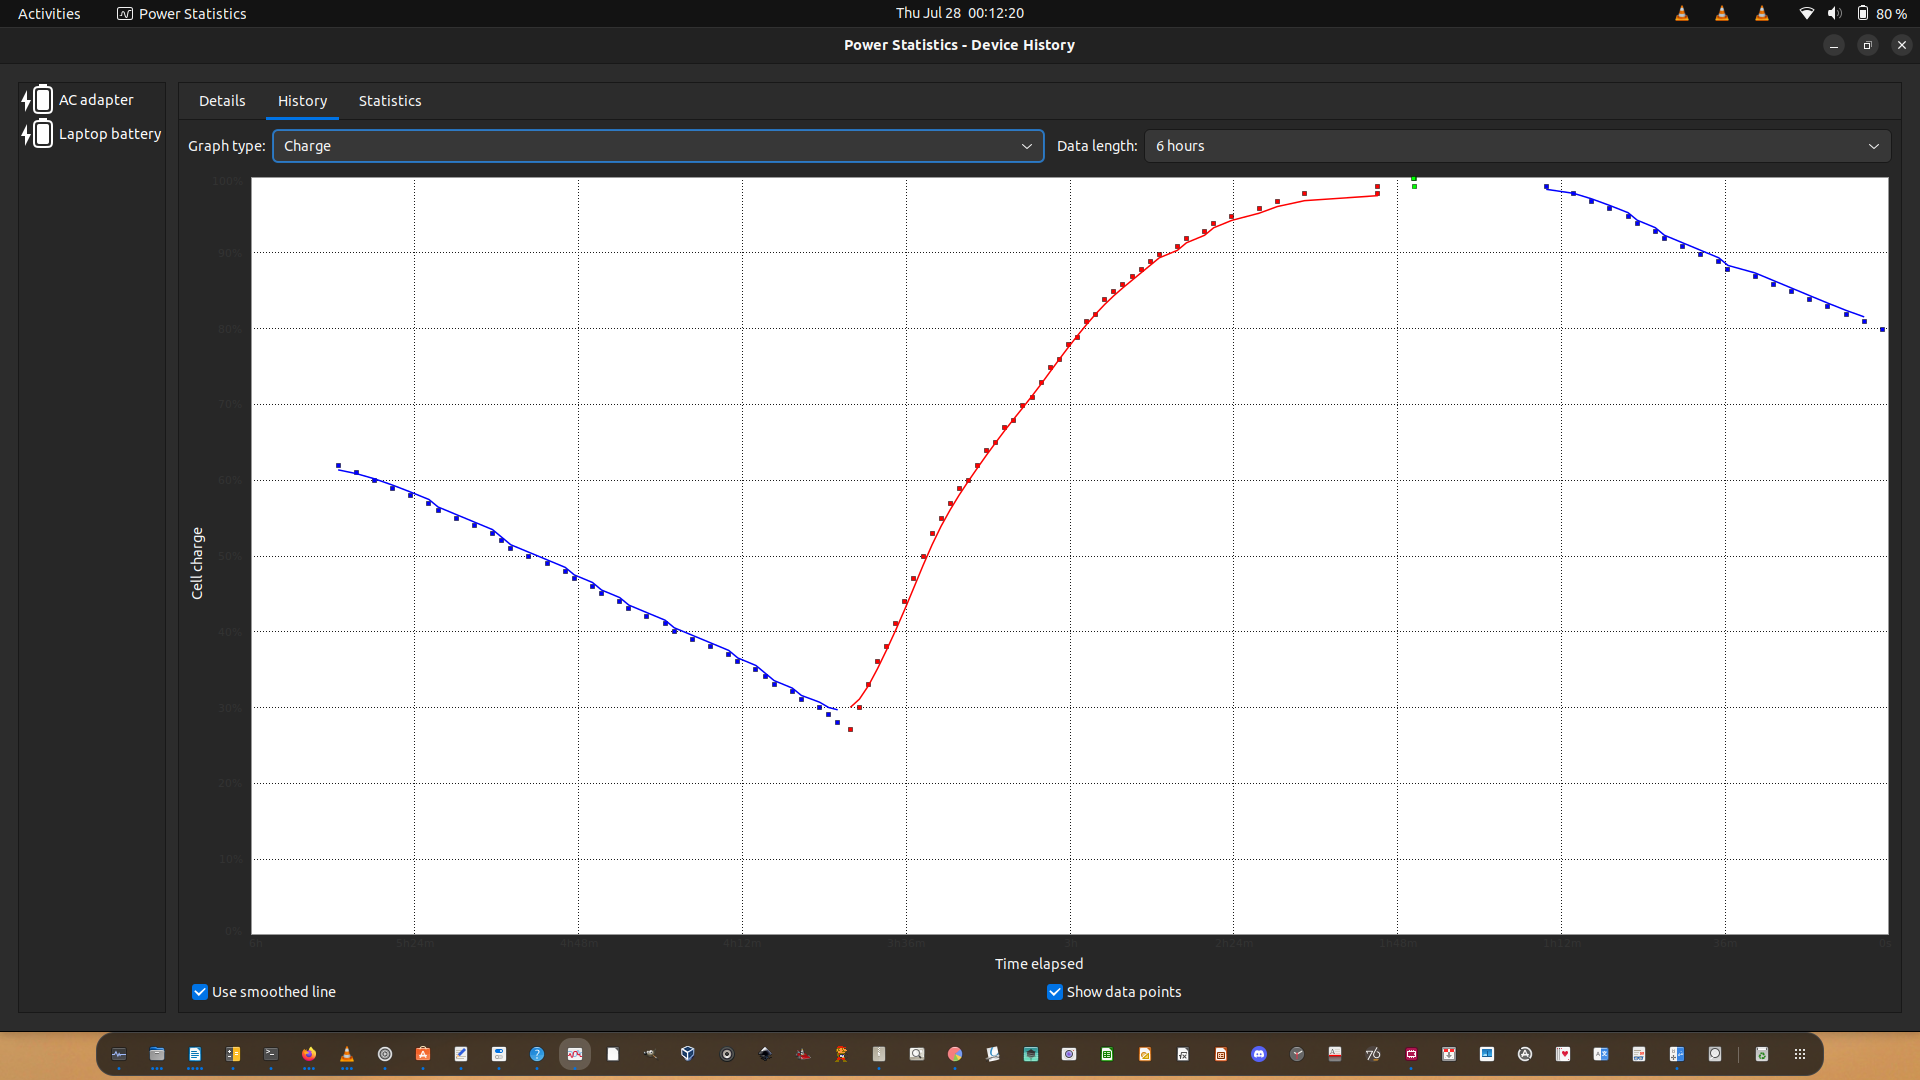 Activities
Power Statistics
Thu Jul 28 00:12:20
80 %
Power Statistics - Device History
AC adapter
Laptop battery
Details
History
Statistics
Graph type:
Charge
Data length:
6 hours
100%
90%
80%
70%
60%
50%
40%
30%
20%
10%
0%
Cell charge
6h
5h24m
4h48m
4h12m
3h36m
3h
2h24m
1h48m
1h12m
36m
0s
Time elapsed
Use smoothed line
Show data points
76